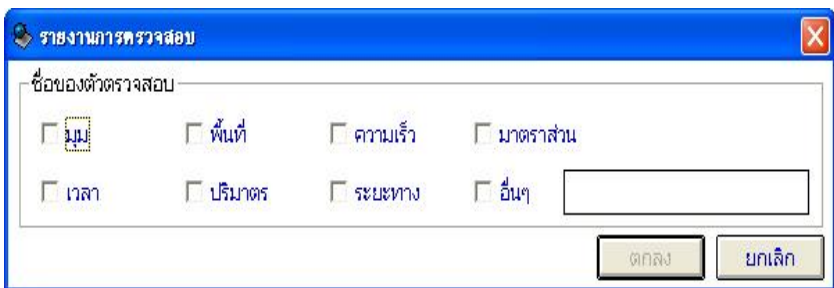 รายงานการตรวจสอบ
ชื่อของตัวตรวจสอบ
มุม พื้นที่ ความเร็ว มาตราส่วน
เวลา ปริมาตร ระยะทาง อื่นๆ
ตกลง ยกเลิก